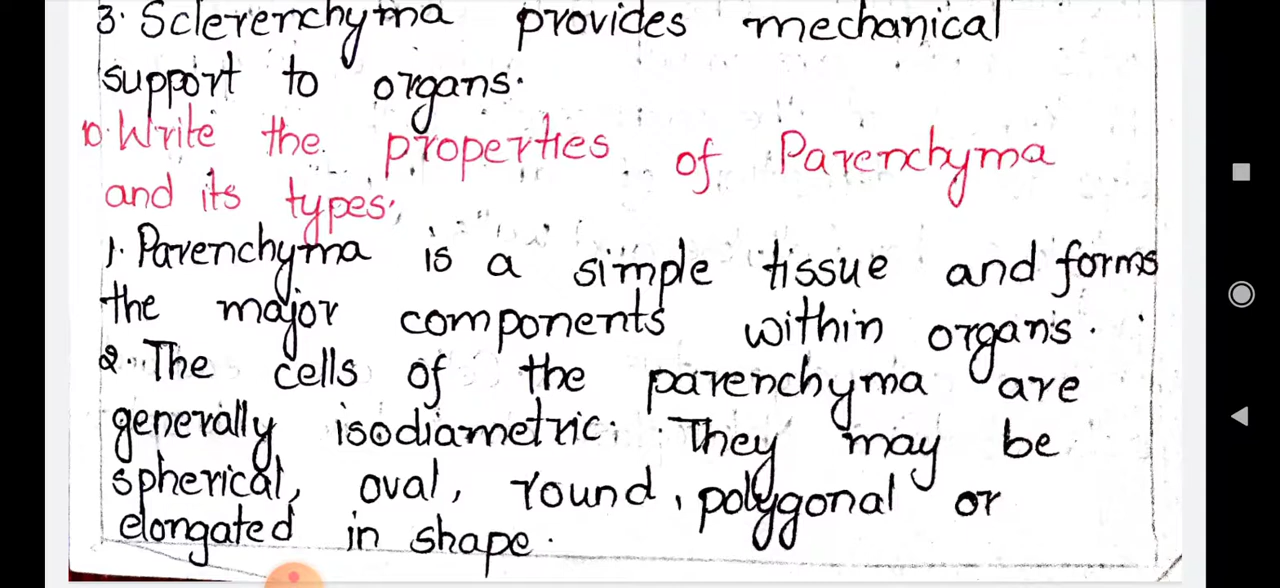 3. Sclerenchyma provides mechanical
support to organs.
10. Write the properties of Parenchyma
and its types.
1. Parenchyma is a simple tissue and forms
the major components within organs.
2. The cells of the parenchyma are
generally isodiametric. They may be
spherical, oval, round, polygonal or
elongated in shape.